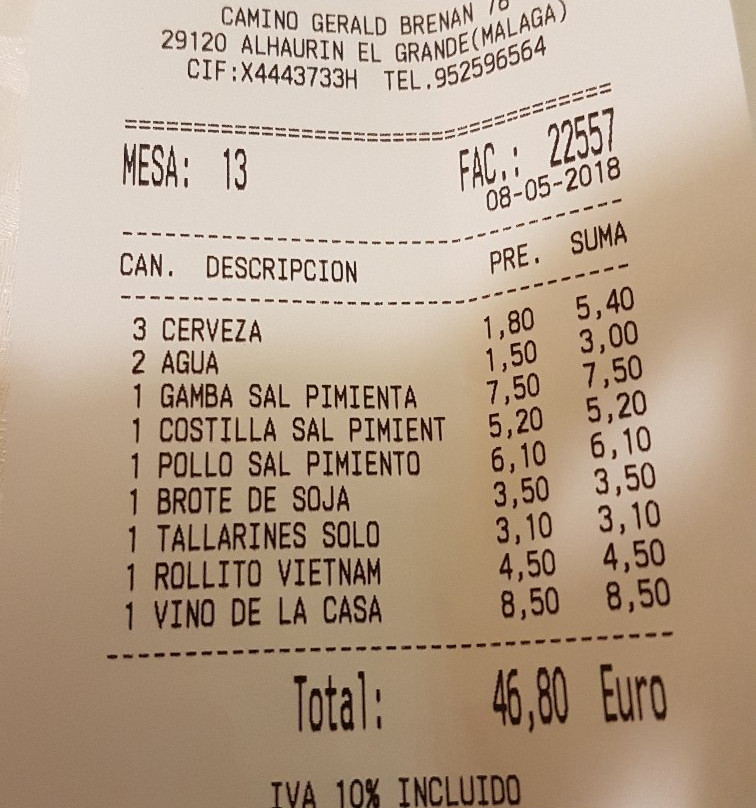 CAMINO GERALD BRENAN 78
29120 ALHAURIN EL GRANDE(MALAGA)
CIF:X4443733H TEL.952596564
====================================
MESA: 13 FAC.: 22557
08-05-2018
------------------------------------
CAN. DESCRIPCION PRE. SUMA
------------------------------------
3 CERVEZA 1,80 5,40
2 AGUA 1,50 3,00
1 GAMBA SAL PIMIENTA 7,50 7,50
1 COSTILLA SAL PIMIENT 5,20 5,20
1 POLLO SAL PIMIENTO 6,10 6,10
1 BROTE DE SOJA 3,50 3,50
1 TALLARINES SOLO 3,10 3,10
1 ROLLITO VIETNAM 4,50 4,50
1 VINO DE LA CASA 8,50 8,50
------------------------------------
Total: 46,80 Euro
IVA 10% INCLUIDO